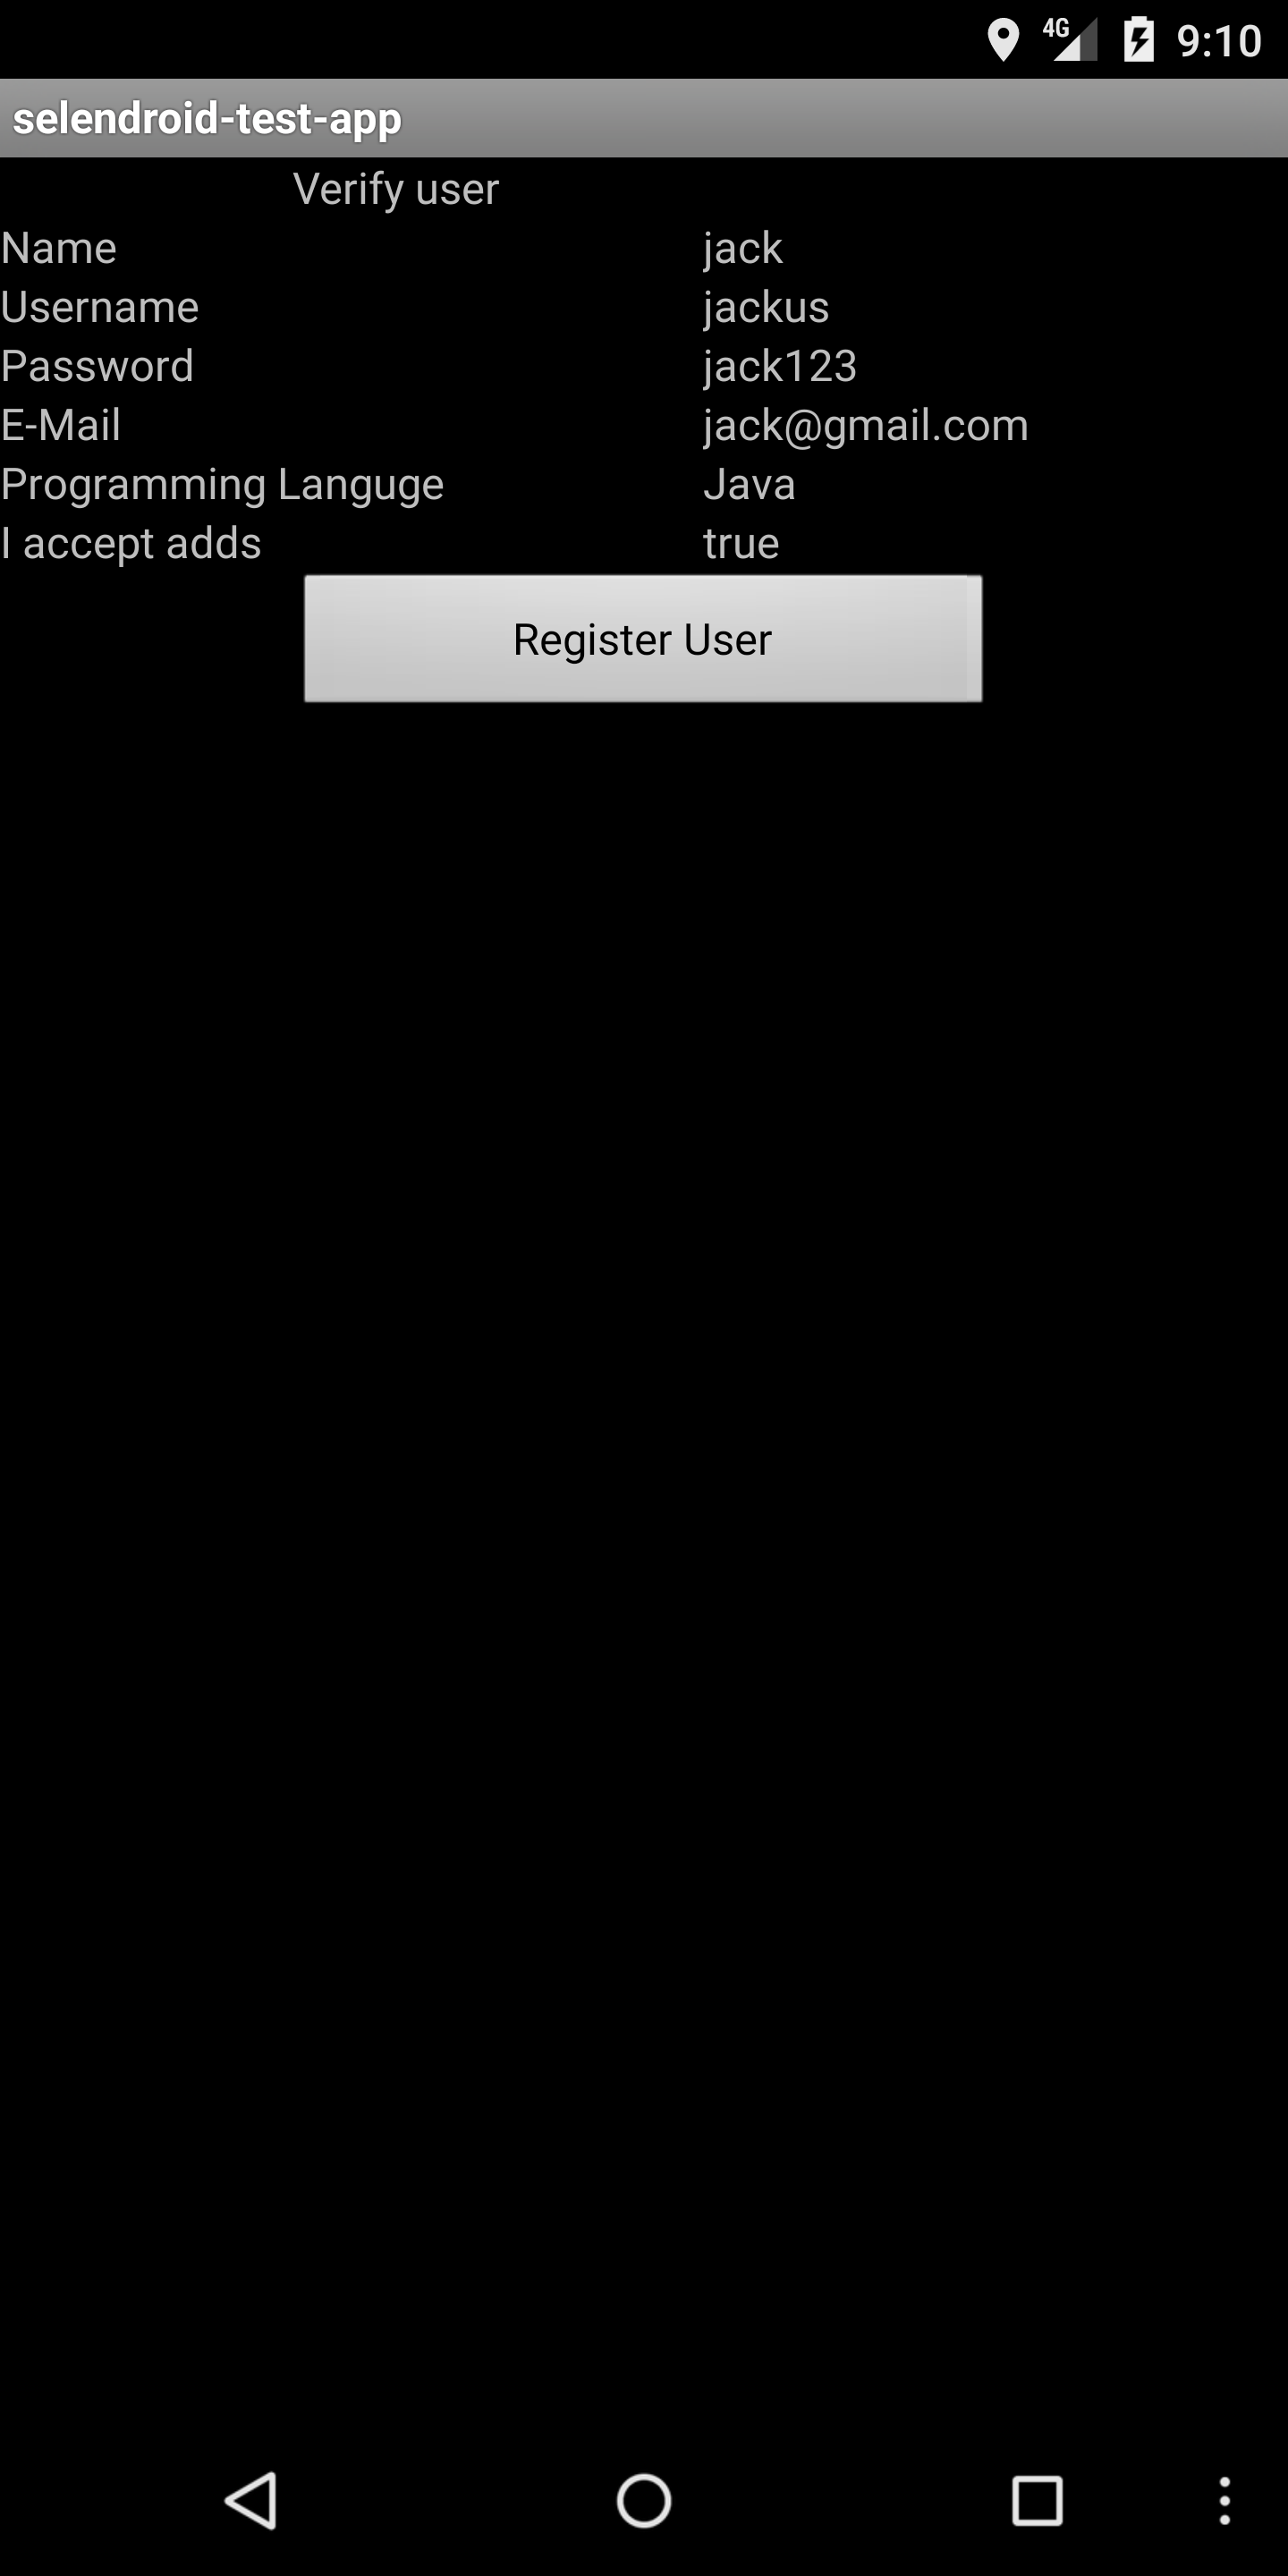 4G 9:10
selendroid-test-app
Verify user
Name jack
Username jackus
Password jack123
E-Mail jack@gmail.com
Programming Languge Java
I accept adds true
Register User